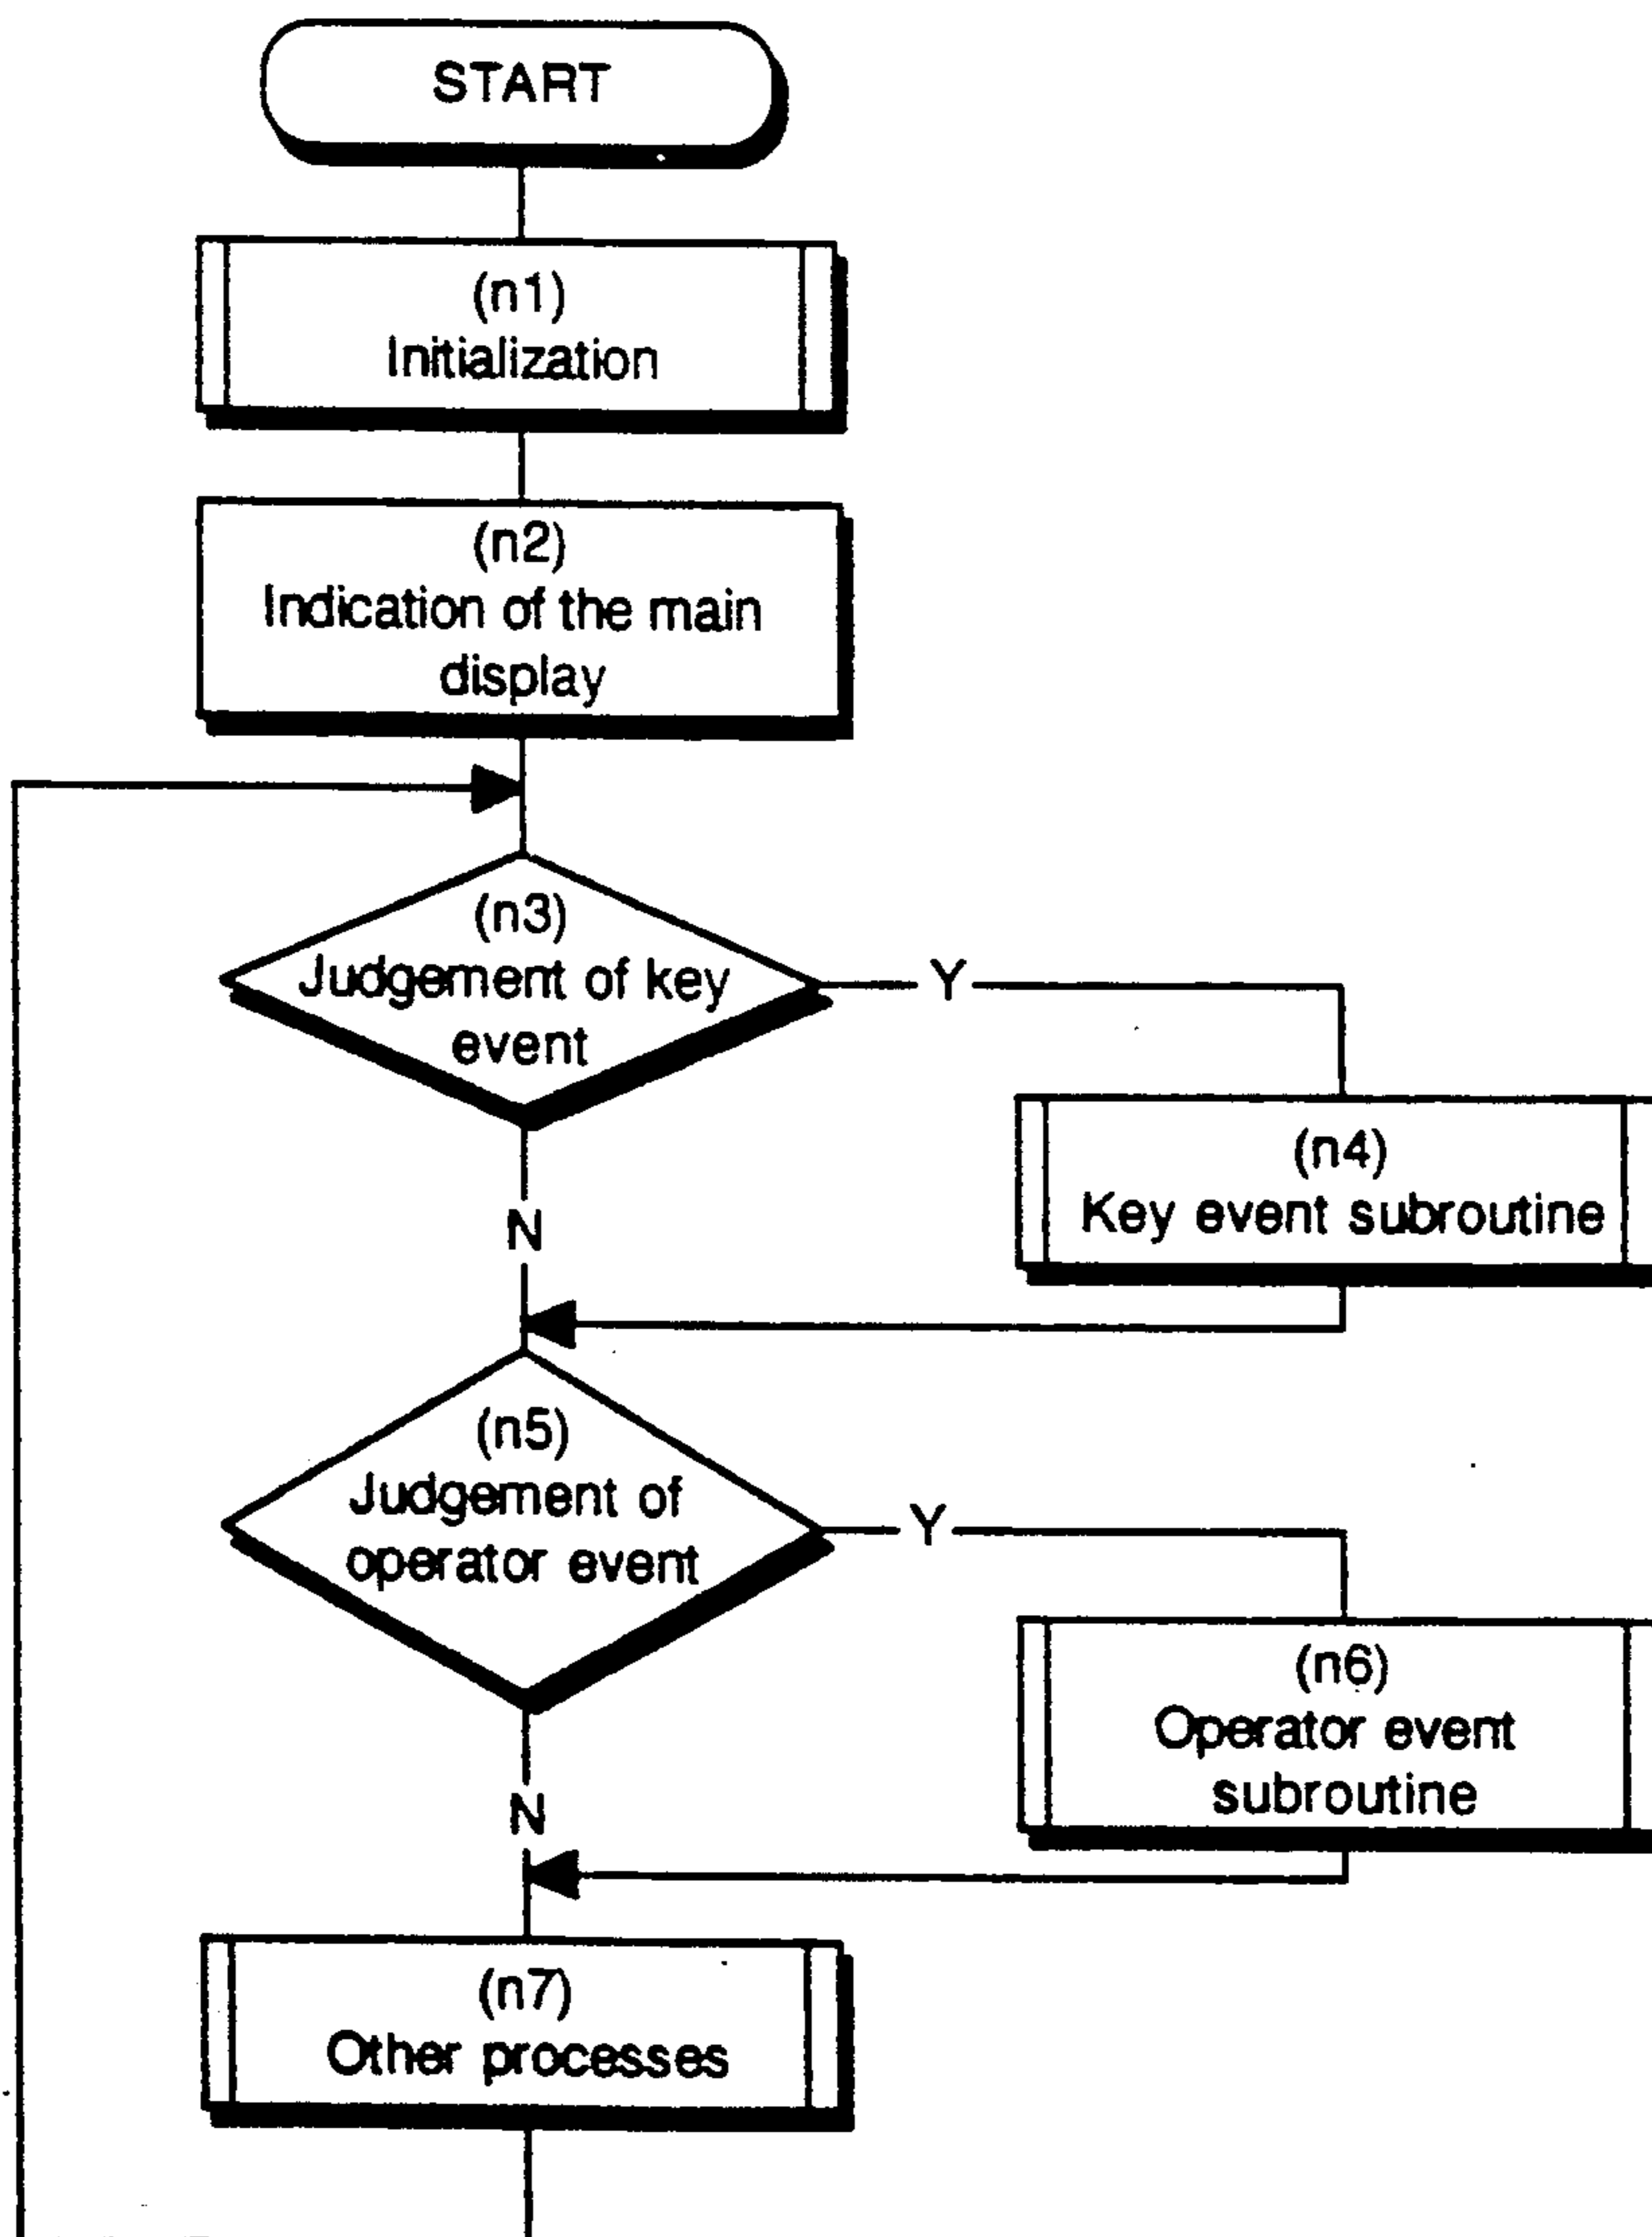 START
(n1)
Initialization
(n2)
Indication of the main
display
(n3)
Judgement of key
event
Y
(n4)
Key event subroutine
N
(n5)
Judgement of
operator event
Y
(n6)
Operator event
subroutine
N
(n7)
Other processes